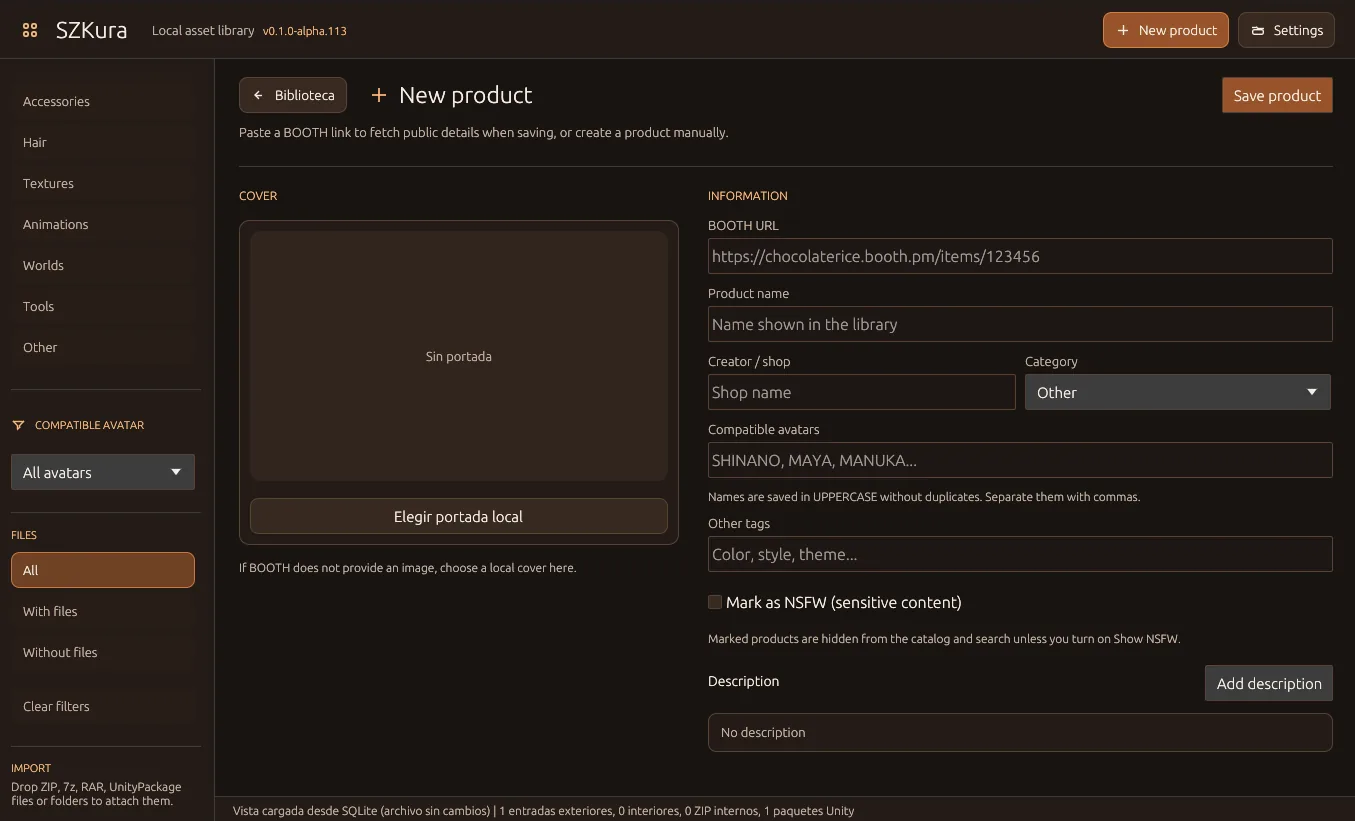 SZKura
Local asset library v0.1.0-alpha.113
New product
Settings
Accessories
Hair
Textures
Animations
Worlds
Tools
Other
COMPATIBLE AVATAR
All avatars
FILES
All
With files
Without files
Clear filters
IMPORT
Drop ZIP, 7z, RAR, UnityPackage
files or folders to attach them.
Biblioteca
New product
Save product
Paste a BOOTH link to fetch public details when saving, or create a product manually.
COVER
Sin portada
Elegir portada local
If BOOTH does not provide an image, choose a local cover here.
INFORMATION
BOOTH URL
https://chocolaterice.booth.pm/items/123456
Product name
Name shown in the library
Creator / shop
Category
Shop name
Other
Compatible avatars
SHINANO, MAYA, MANUKA...
Names are saved in UPPERCASE without duplicates. Separate them with commas.
Other tags
Color, style, theme...
Mark as NSFW (sensitive content)
Marked products are hidden from the catalog and search unless you turn on Show NSFW.
Description
Add description
No description
Vista cargada desde SQLite (archivo sin cambios) | 1 entradas exteriores, 0 interiores, 0 ZIP internos, 1 paquetes Unity